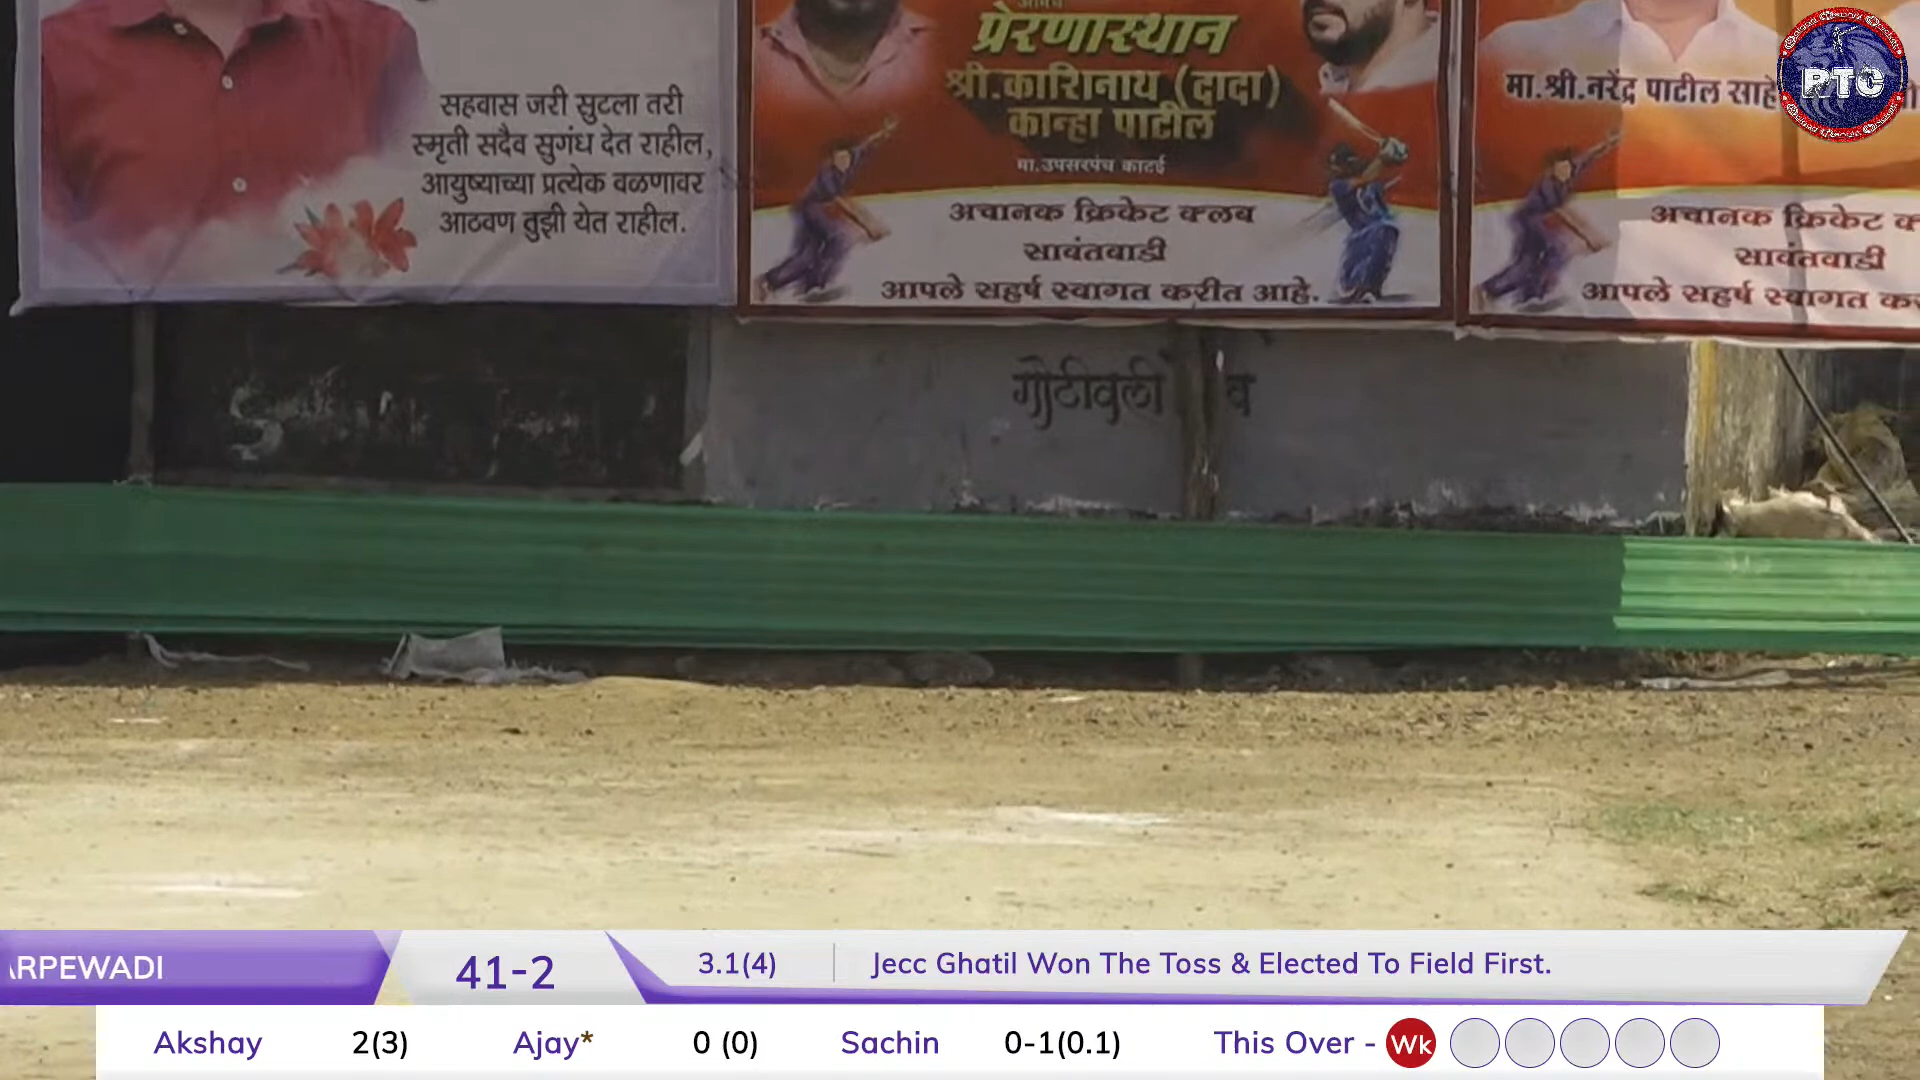 सहवास जरी सुटला तरी
स्मृती सदैव सुगंध देत राहील,
आयुष्याच्या प्रत्येक वळणावर
आठवण तुझी येत राहील.
प्रेरणास्थान
श्री.काशिनाथ (दादा)
कान्हा पाटील
मा.उपसरपंच काटई
अचानक क्रिकेट क्लब
सावंतवाडी
आपले सहर्ष स्वागत करीत आहे.
मा.श्री.नरेंद्र पाटील साहे
अचानक क्रिकेट क
सावंतवाडी
आपले सहर्ष स्वागत कर
PTC
गोठीवली
ARPEWADI
41-2
3.1(4)
Jecc Ghatil Won The Toss & Elected To Field First.
Akshay 2(3) Ajay* 0 (0) Sachin 0-1(0.1) This Over - Wk